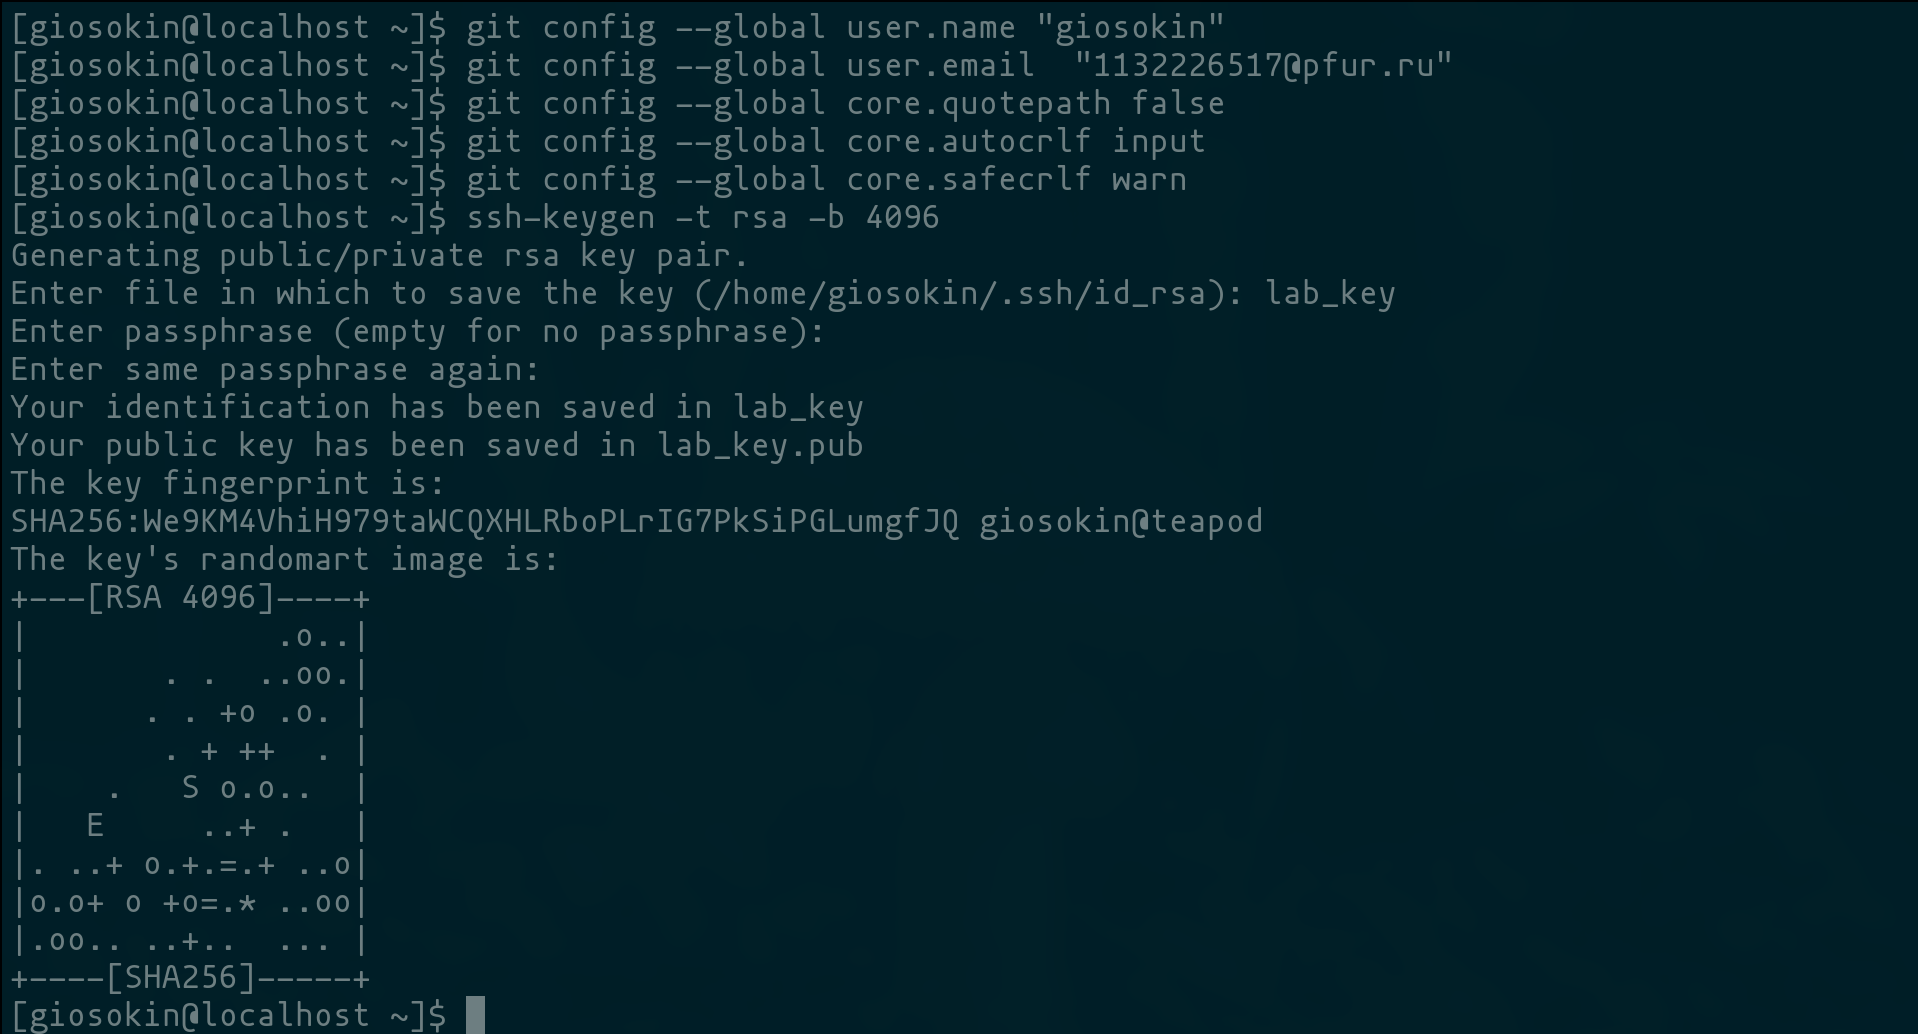 [giosokin@localhost ~]$ git config --global user.name "giosokin"
[giosokin@localhost ~]$ git config --global user.email  "1132226517@pfur.ru"
[giosokin@localhost ~]$ git config --global core.quotepath false
[giosokin@localhost ~]$ git config --global core.autocrlf input
[giosokin@localhost ~]$ git config --global core.safecrlf warn
[giosokin@localhost ~]$ ssh-keygen -t rsa -b 4096
Generating public/private rsa key pair.
Enter file in which to save the key (/home/giosokin/.ssh/id_rsa): lab_key
Enter passphrase (empty for no passphrase):
Enter same passphrase again:
Your identification has been saved in lab_key
Your public key has been saved in lab_key.pub
The key fingerprint is:
SHA256:We9KM4VhiH979taWCQXHLRboPLrIG7PkSiPGLumgfJQ giosokin@teapod
The key's randomart image is:
+---[RSA 4096]----+
|             .o..|
|       . .  ..oo.|
|      . . +o .o. |
|       . + ++  . |
|    .   S o.o..  |
|   E     ..+ .   |
|. ..+ o.+.=.+ ..o|
|o.o+ o +o=.* ..oo|
|.oo.. ..+..  ... |
+----[SHA256]-----+
[giosokin@localhost ~]$